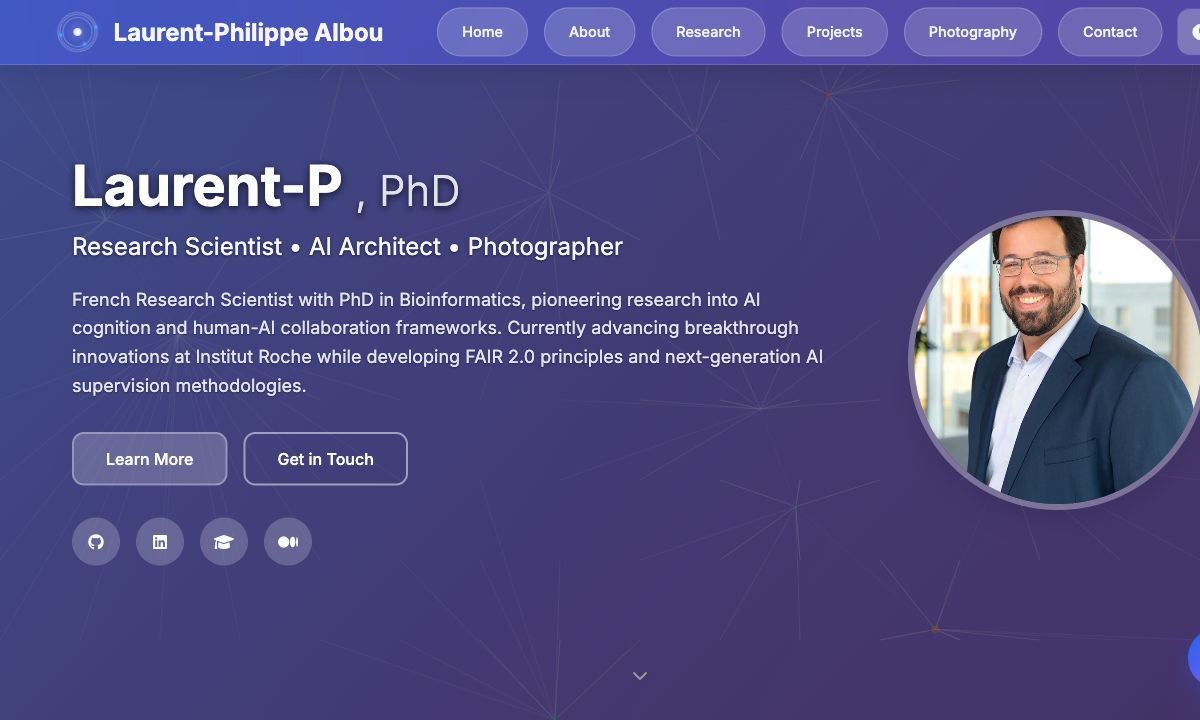 Laurent-Philippe Albou
Home
About
Research
Projects
Photography
Contact
Laurent-P , PhD
Research Scientist • AI Architect • Photographer
French Research Scientist with PhD in Bioinformatics, pioneering research into AI
cognition and human-AI collaboration frameworks. Currently advancing breakthrough
innovations at Institut Roche while developing FAIR 2.0 principles and next-generation AI
supervision methodologies.
Learn More
Get in Touch